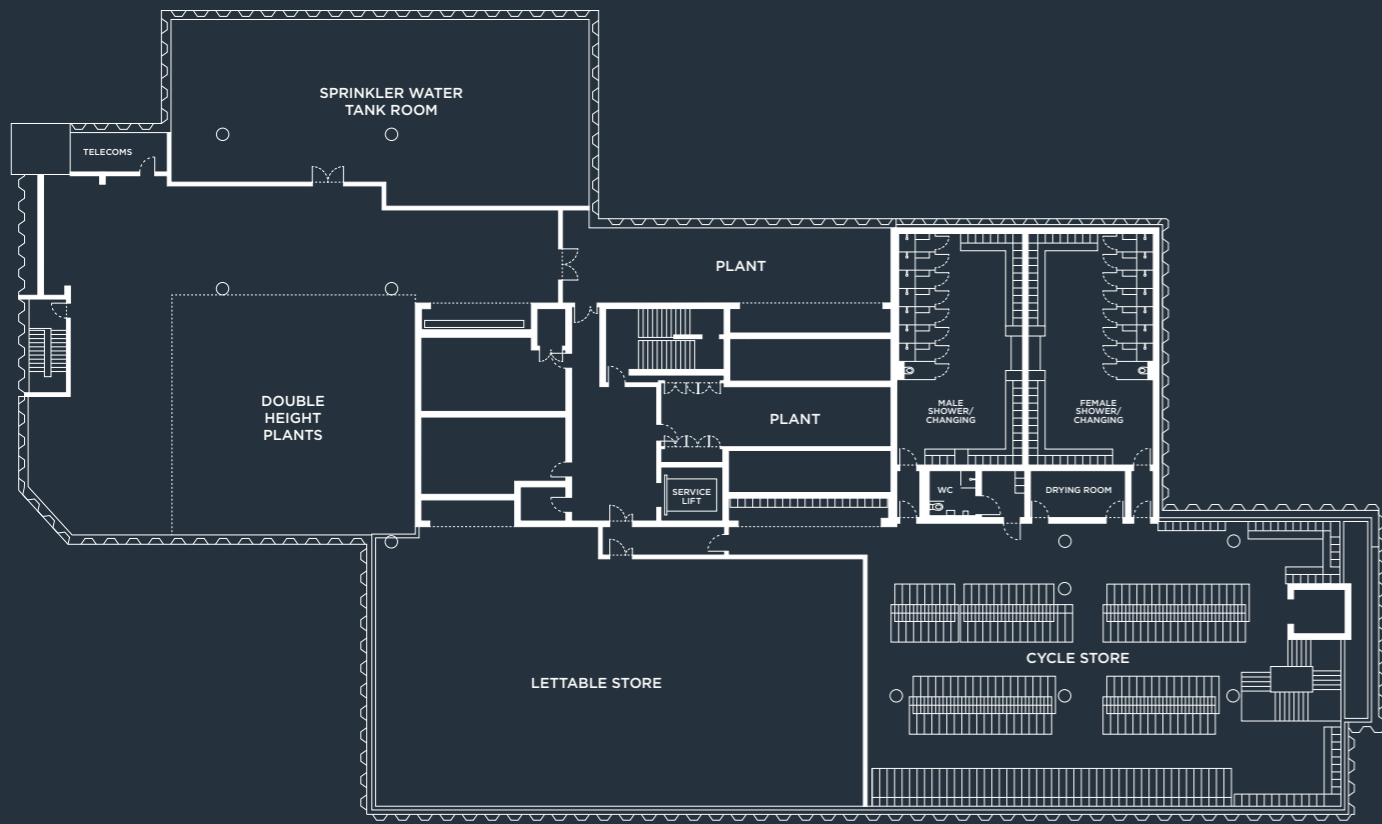 SPRINKLER WATER
TANK ROOM
TELECOMS
PLANT
DOUBLE
HEIGHT
PLANTS
PLANT
MALE
SHOWER/
CHANGING
FEMALE
SHOWER/
CHANGING
SERVICE
LIFT
WC
DRYING ROOM
CYCLE STORE
LETTABLE STORE